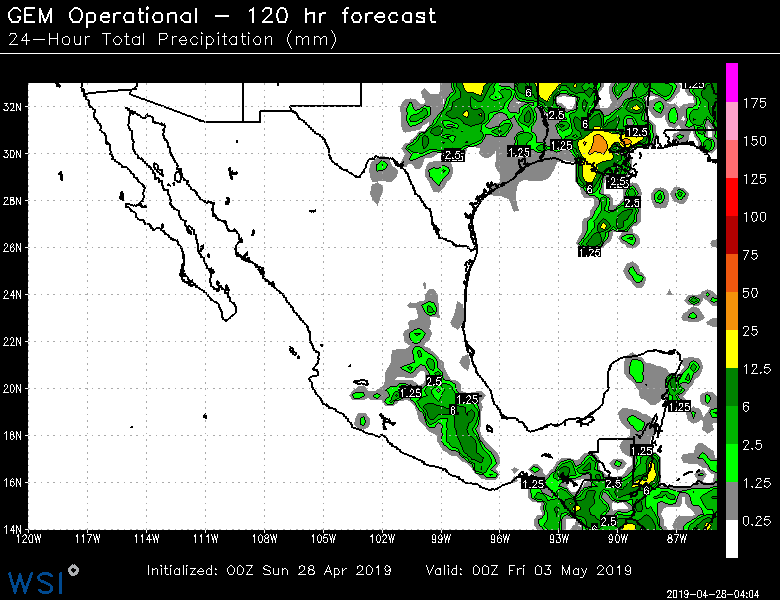 GEM Operational − 120 hr forecast
24−Hour Total Precipitation (mm)
32N
30N
28N
26N
24N
22N
20N
18N
16N
14N
120W 117W 114W 111W 108W 105W 102W 99W 96W 93W 90W 87W
1.25
6
2.5
6
12.5
1.25
1.25
2.5
6
2.5
2.5
1.25
2.5
1.25
1.25
6
1.25
1.25
1.25
2.5
6
2.5
175
150
125
100
75
50
25
12.5
6
2.5
1.25
0.25
WSI
Initialized: 00Z Sun 28 Apr 2019 Valid: 00Z Fri 03 May 2019
2019-04-28-04:04